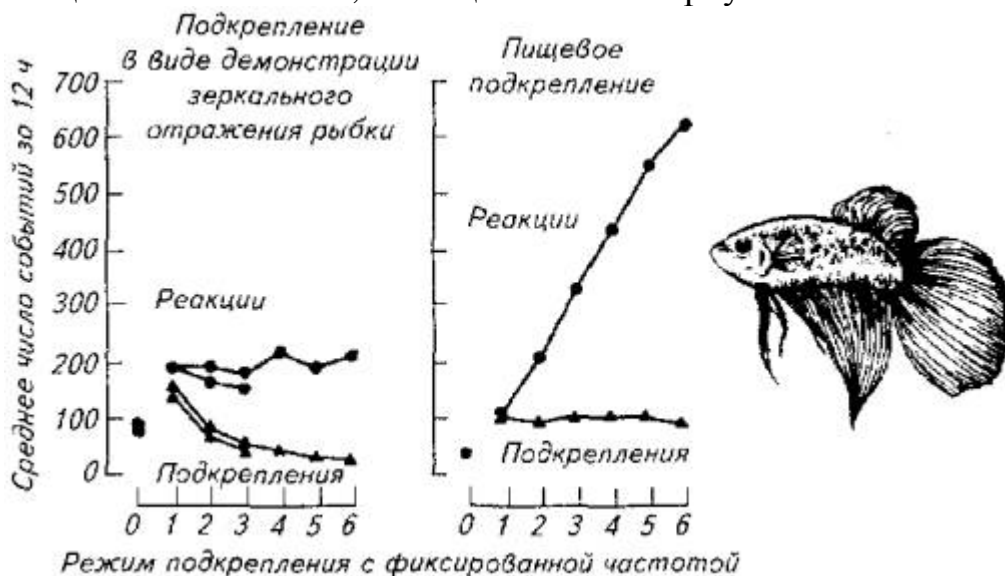 Подкрепление
в виде демонстрации
зеркального
отражения рыбки
Пищевое
подкрепление
Среднее число событий за 12 ч
700
600
500
400
300
200
100
0
Реакции
Подкрепления
Реакции
Подкрепления
0 1 2 3 4 5 6
0 1 2 3 4 5 6
Режим подкрепления с фиксированной частотой